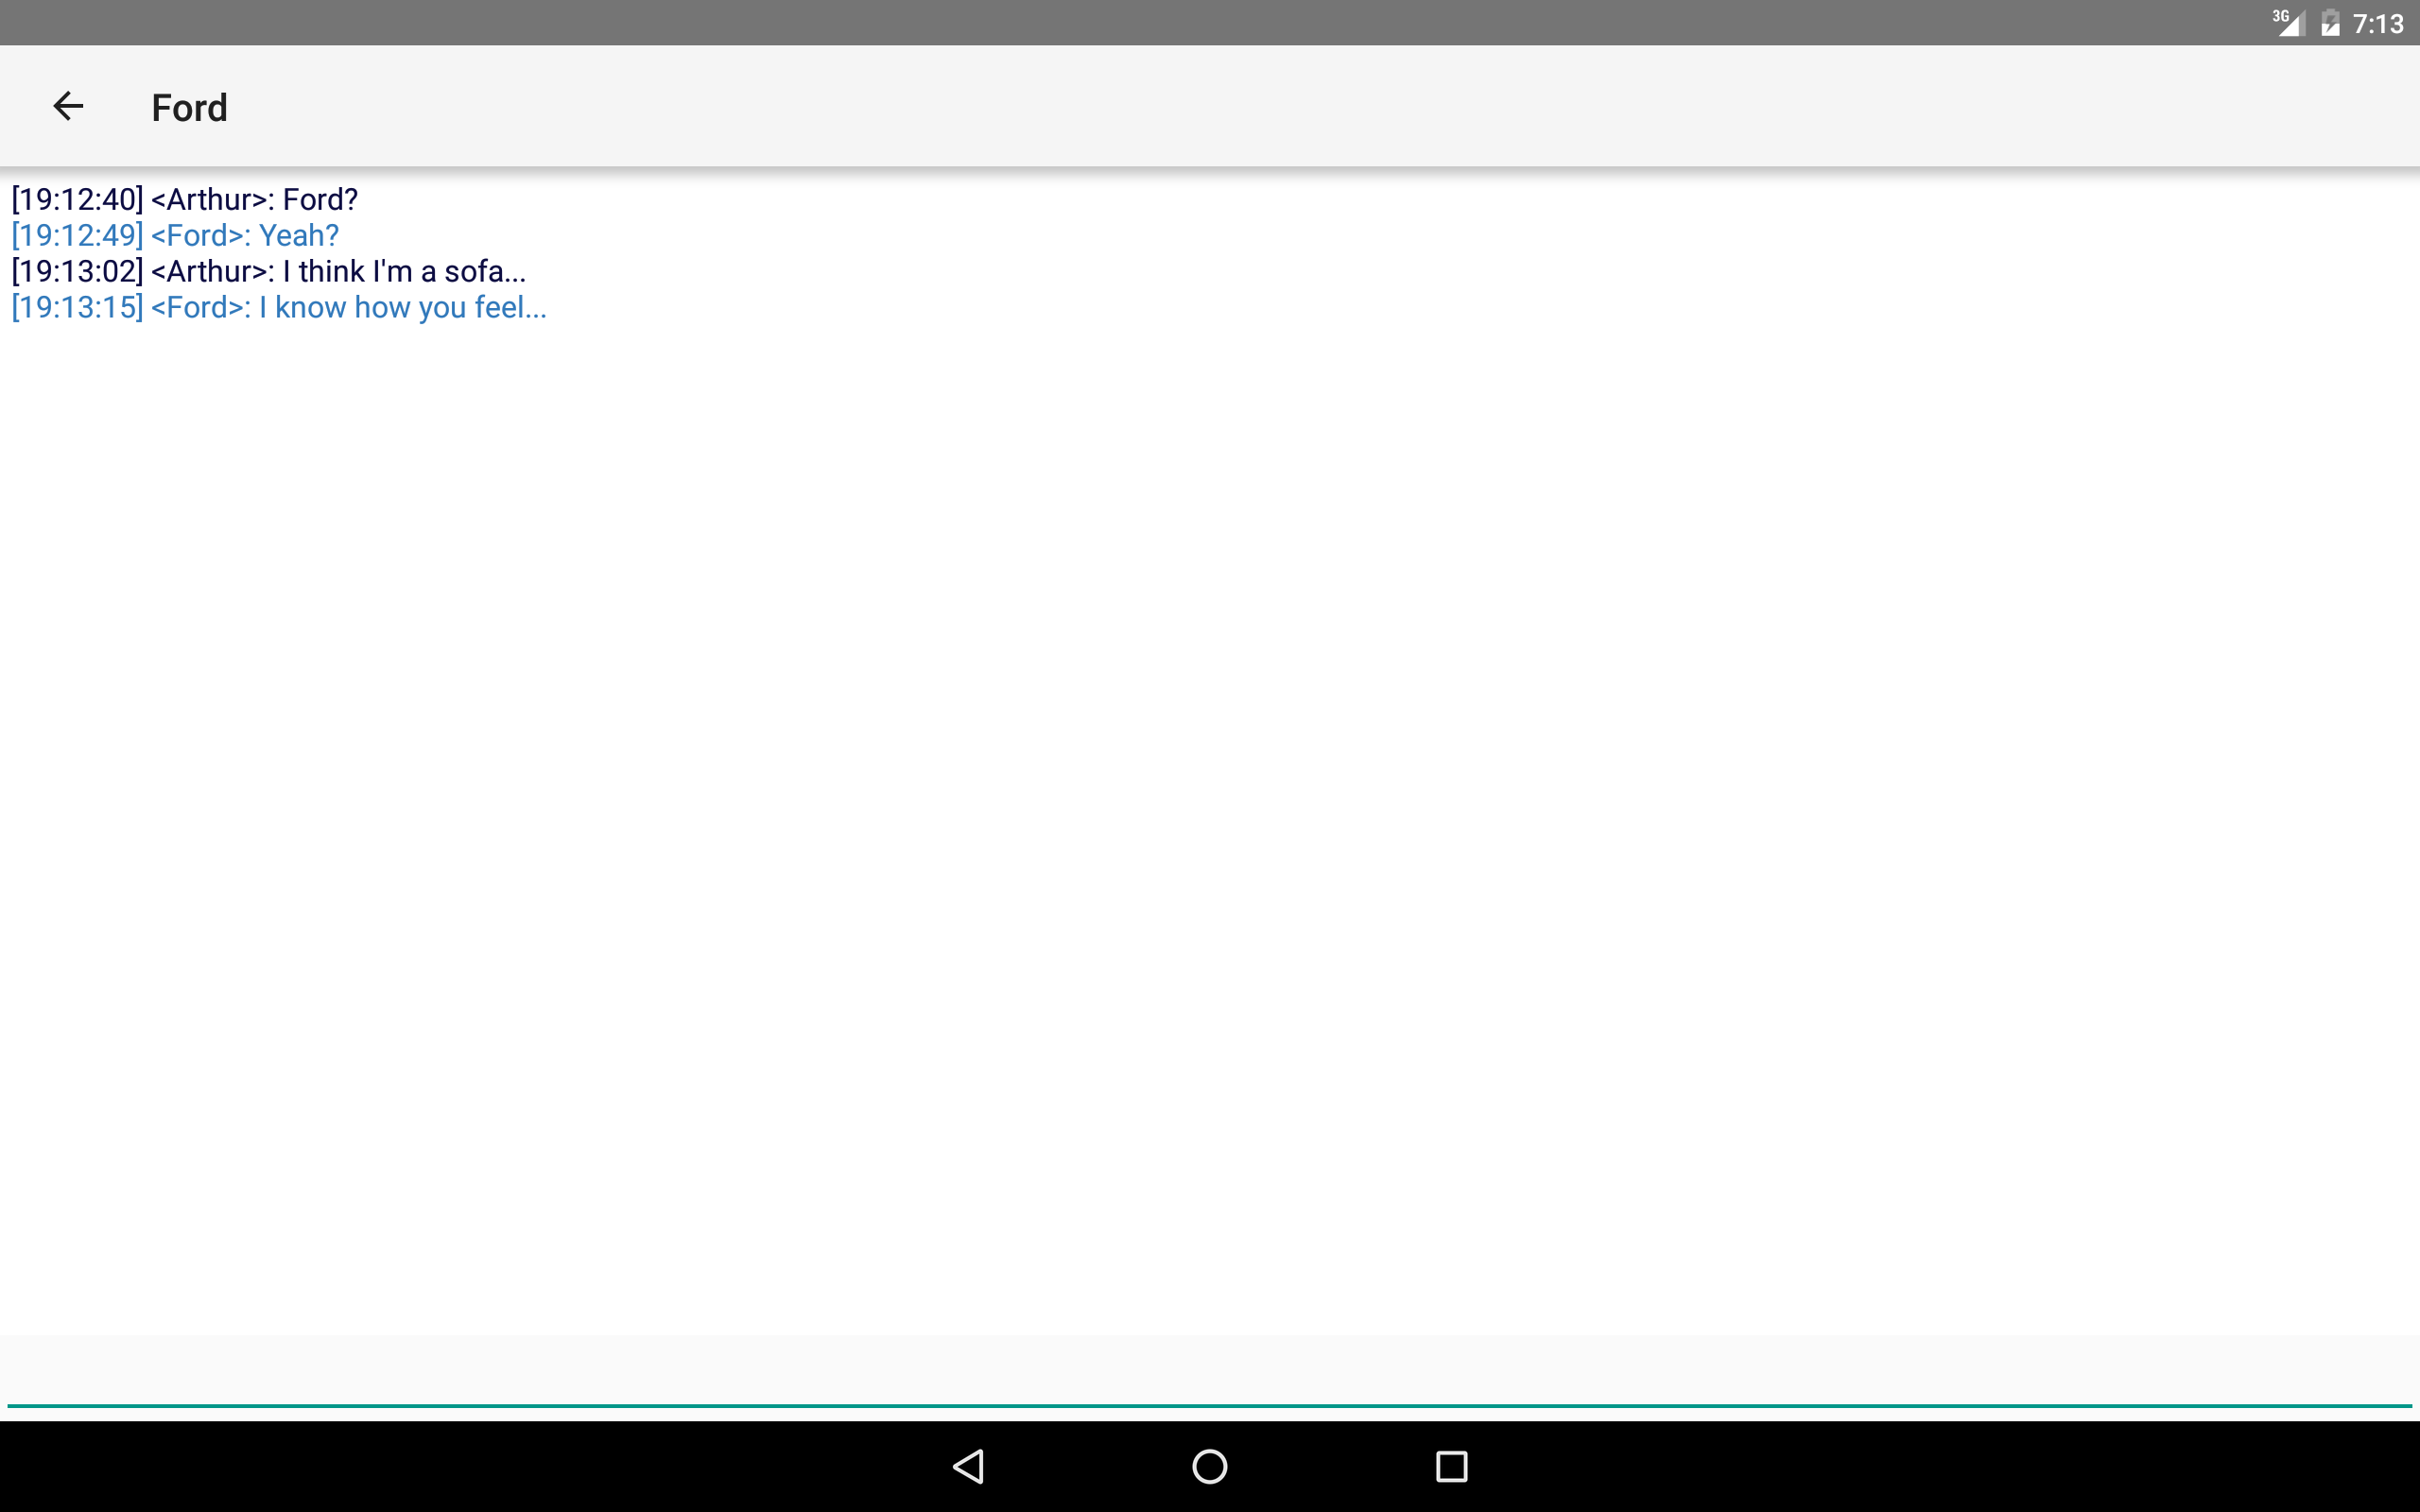 3G 7:13
Ford
[19:12:40] <Arthur>: Ford?
[19:12:49] <Ford>: Yeah?
[19:13:02] <Arthur>: I think I'm a sofa...
[19:13:15] <Ford>: I know how you feel...